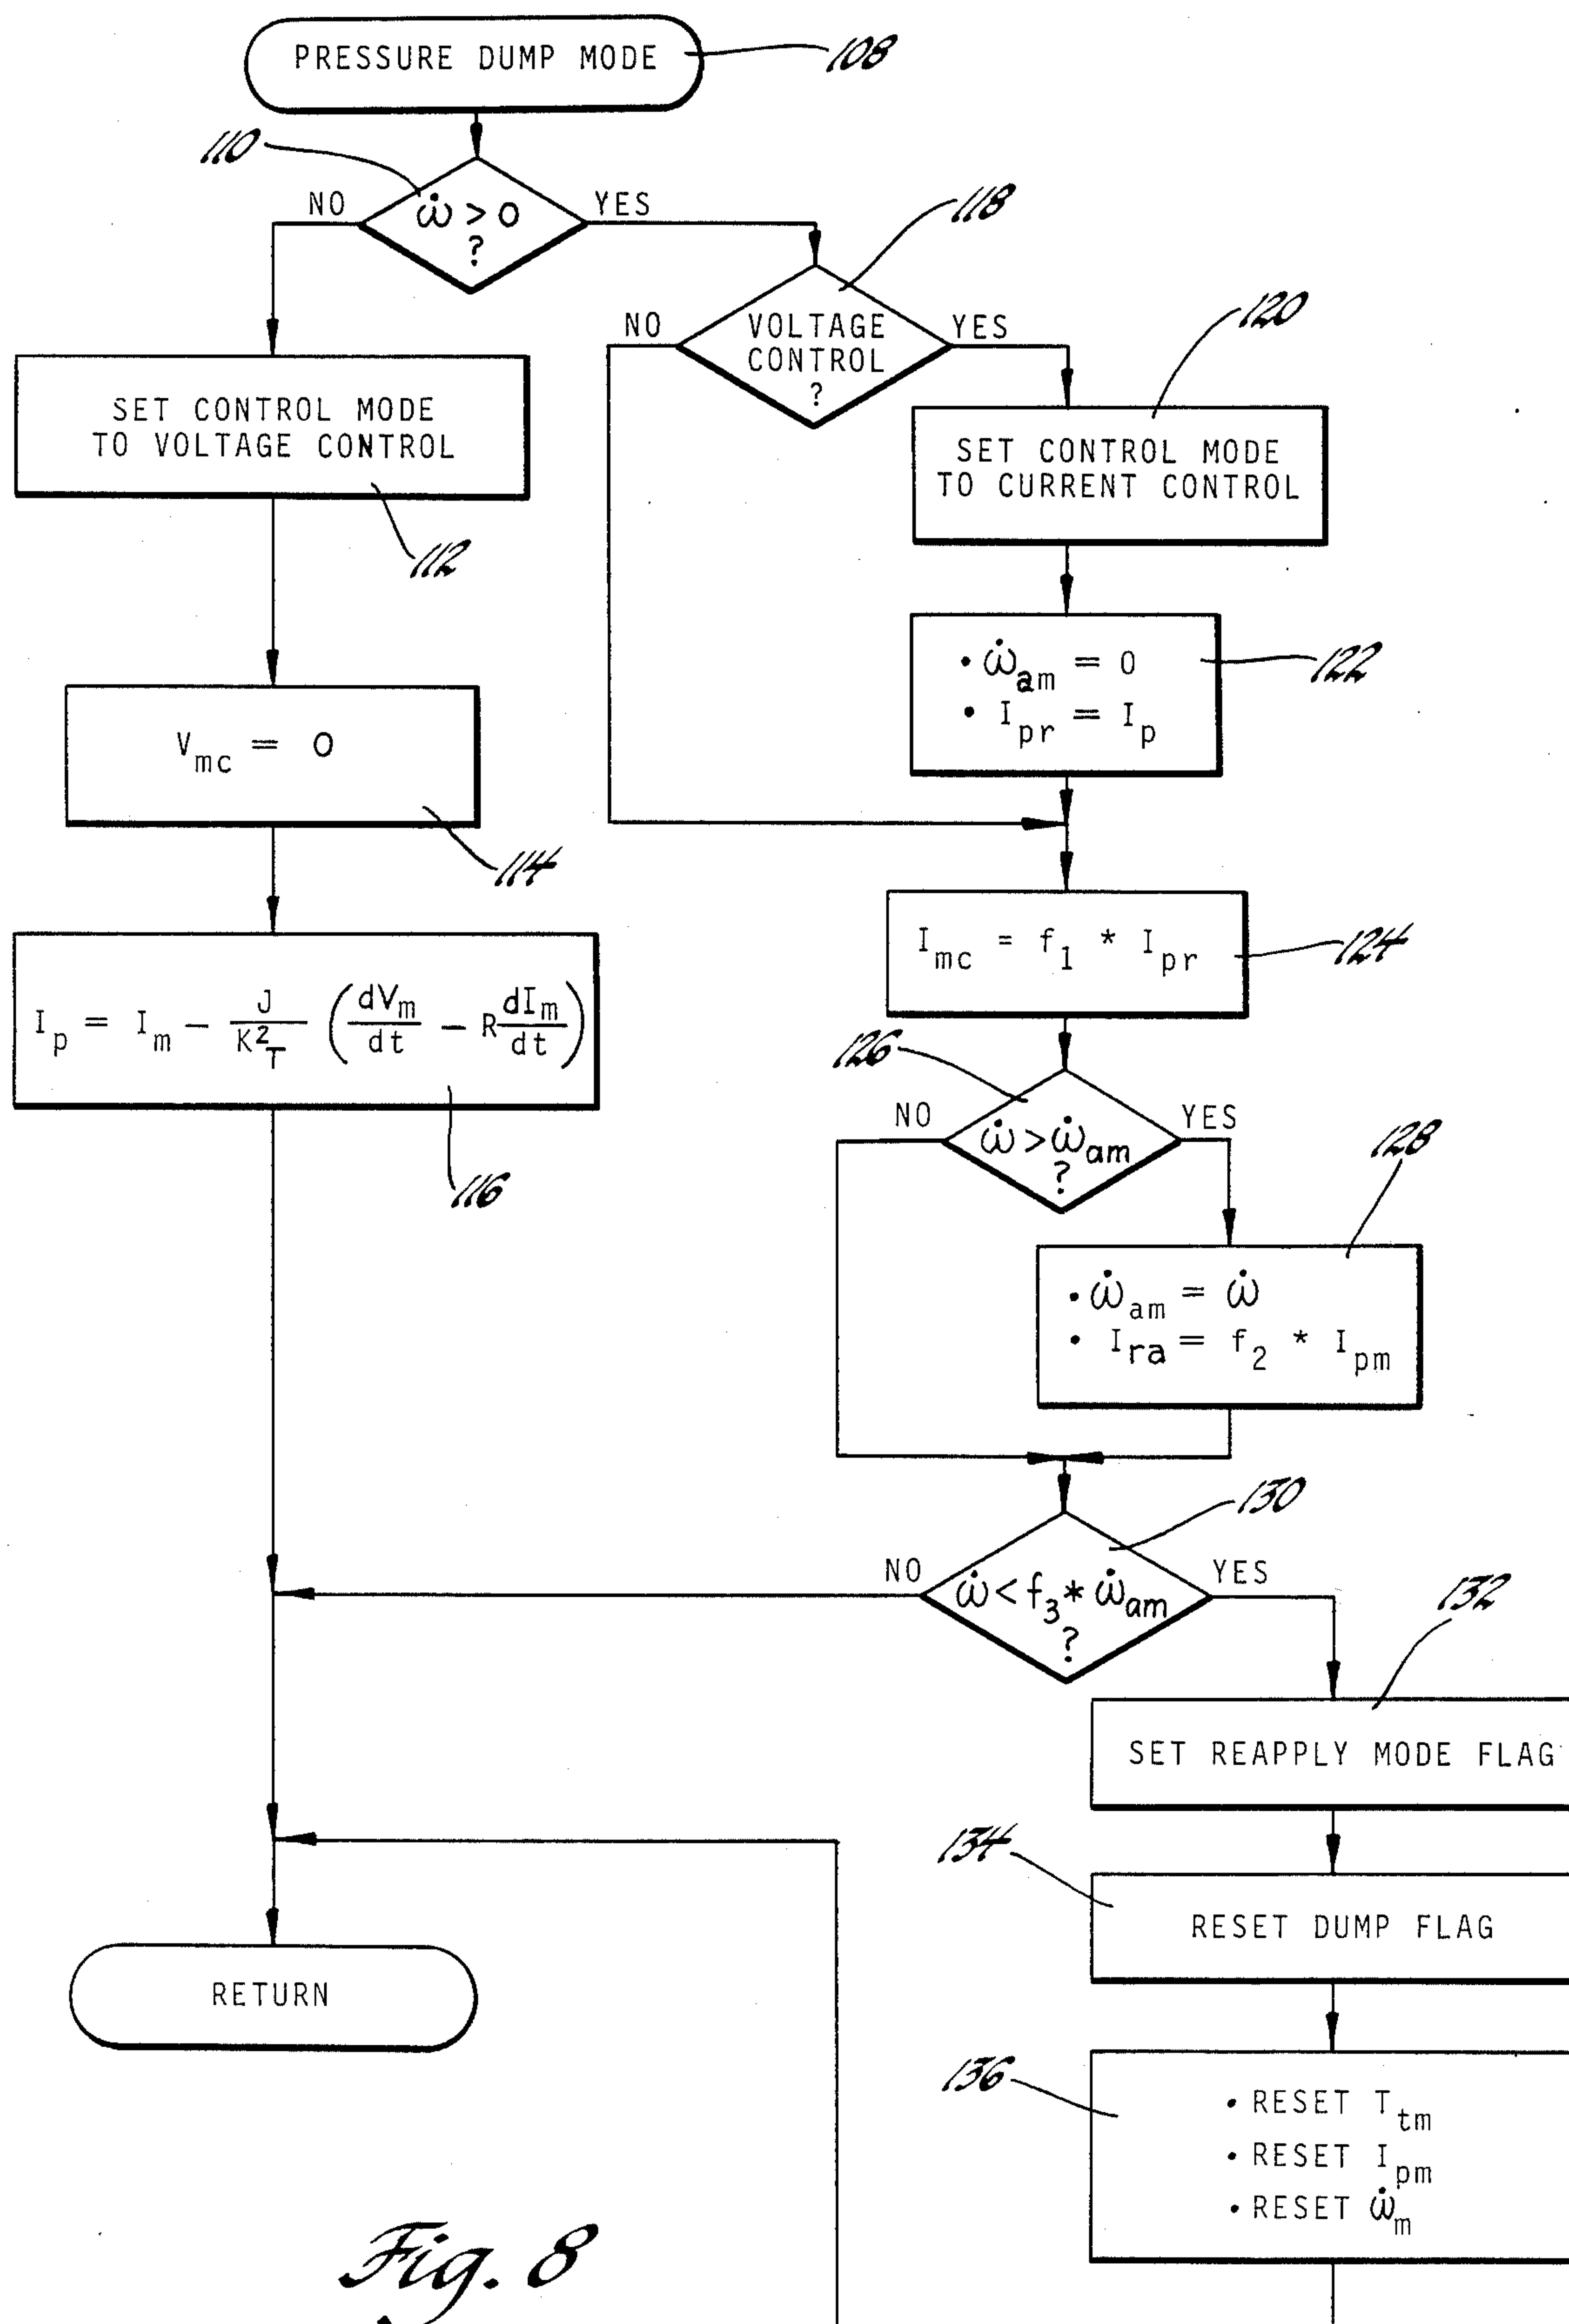 PRESSURE DUMP MODE
108
110
NO
ω̇ > 0
?
YES
118
NO
VOLTAGE
CONTROL
?
YES
120
SET CONTROL MODE
TO VOLTAGE CONTROL
112
SET CONTROL MODE
TO CURRENT CONTROL
• ω̇am = 0
• Ipr = Ip
122
Vmc = 0
114
Imc = f1 * Ipr
124
Ip = Im − J/K²T (dVm/dt − R dIm/dt)
116
126
NO
ω̇ > ω̇am
?
YES
128
• ω̇am = ω̇
• Ira = f2 * Ipm
130
NO
ω̇ < f3 * ω̇am
?
YES
132
SET REAPPLY MODE FLAG
134
RESET DUMP FLAG
RETURN
136
• RESET Ttm
• RESET Ipm
• RESET ω̇m
Fig. 8